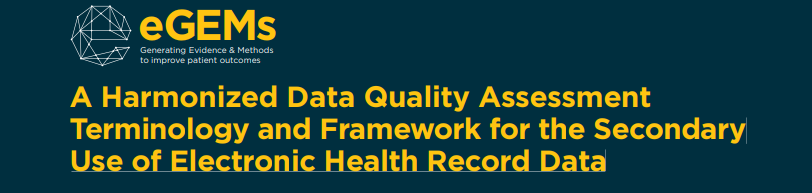 eGEMs
Generating Evidence & Methods
to improve patient outcomes
A Harmonized Data Quality Assessment
Terminology and Framework for the Secondary
Use of Electronic Health Record Data